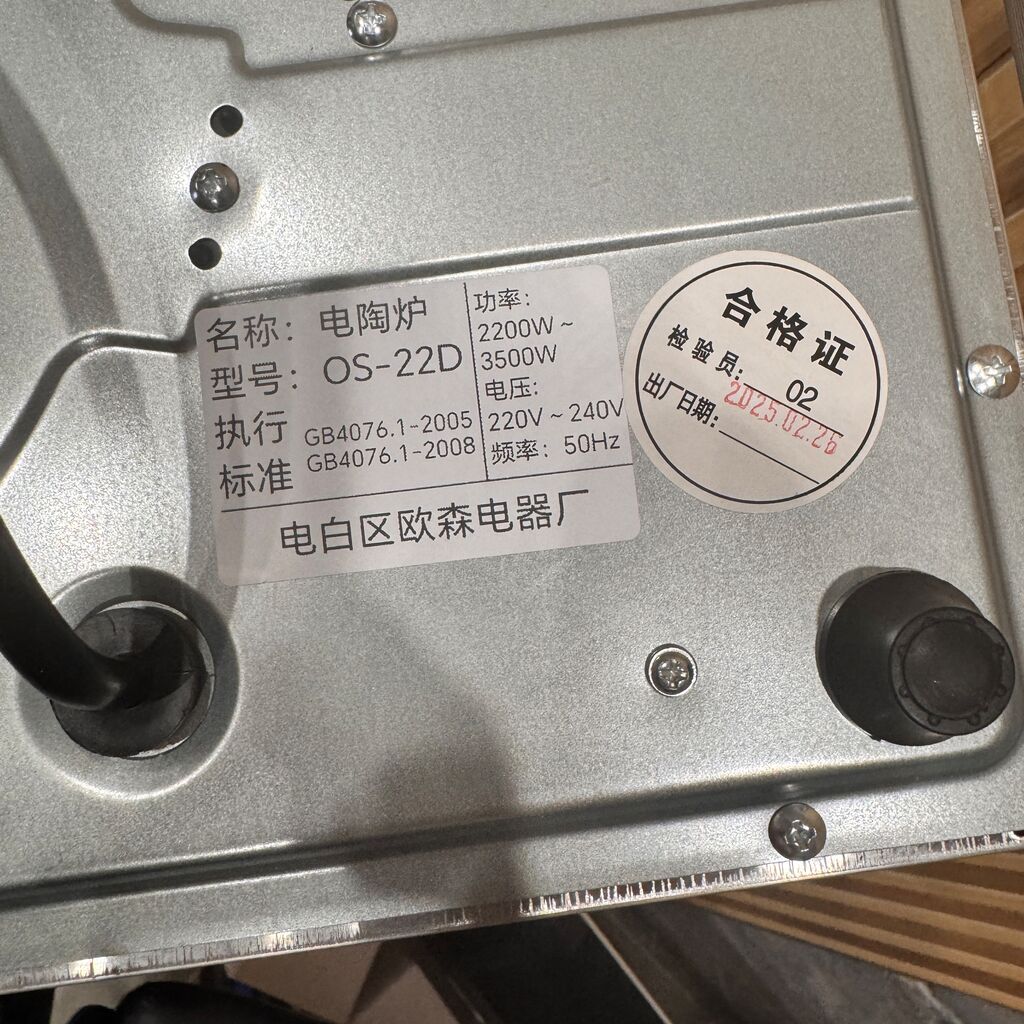 名称：电陶炉
型号：OS-22D
执行标准
GB4076.1-2005
GB4076.1-2008
功率：
2200W～
3500W
电压：
220V～240V
频率：50Hz
电白区欧森电器厂
合格证
检验员：02
出厂日期：2025.02.26